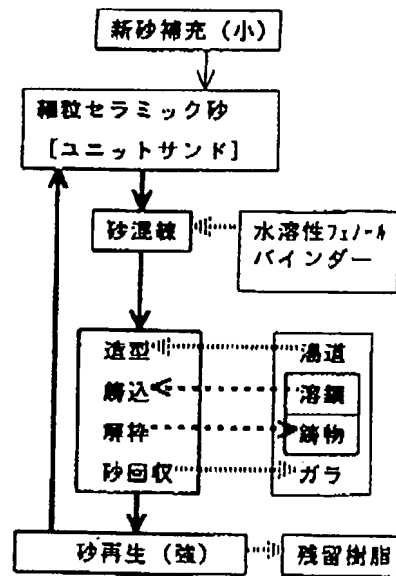 新砂補充（小）
細粒セラミック砂
［ユニットサンド］
砂混練
水溶性フェノール
バインダー
造型
湯道
鋳込
溶鋼
解枠
鋳物
砂回収
ガラ
砂再生（強）
残留樹脂